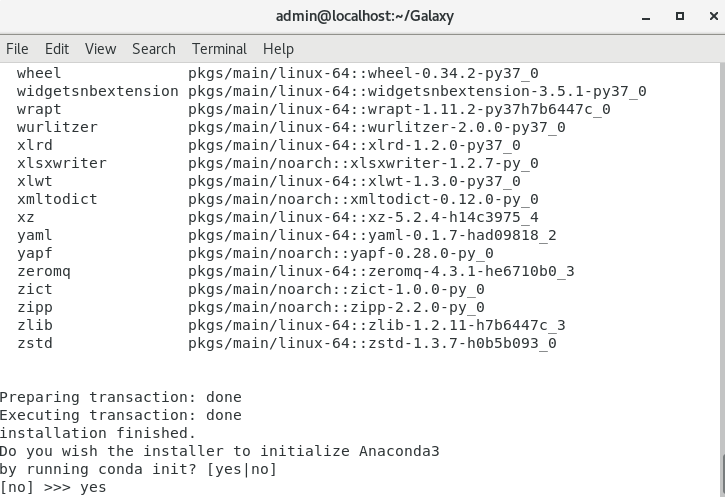 admin@localhost:~/Galaxy
File Edit View Search Terminal Help
wheel pkgs/main/linux-64::wheel-0.34.2-py37_0
widgetsnbextension pkgs/main/linux-64::widgetsnbextension-3.5.1-py37_0
wrapt pkgs/main/linux-64::wrapt-1.11.2-py37h7b6447c_0
wurlitzer pkgs/main/linux-64::wurlitzer-2.0.0-py37_0
xlrd pkgs/main/linux-64::xlrd-1.2.0-py37_0
xlsxwriter pkgs/main/noarch::xlsxwriter-1.2.7-py_0
xlwt pkgs/main/linux-64::xlwt-1.3.0-py37_0
xmltodict pkgs/main/noarch::xmltodict-0.12.0-py_0
xz pkgs/main/linux-64::xz-5.2.4-h14c3975_4
yaml pkgs/main/linux-64::yaml-0.1.7-had09818_2
yapf pkgs/main/noarch::yapf-0.28.0-py_0
zeromq pkgs/main/linux-64::zeromq-4.3.1-he6710b0_3
zict pkgs/main/noarch::zict-1.0.0-py_0
zipp pkgs/main/noarch::zipp-2.2.0-py_0
zlib pkgs/main/linux-64::zlib-1.2.11-h7b6447c_3
zstd pkgs/main/linux-64::zstd-1.3.7-h0b5b093_0
Preparing transaction: done
Executing transaction: done
installation finished.
Do you wish the installer to initialize Anaconda3
by running conda init? [yes|no]
[no] >>> yes